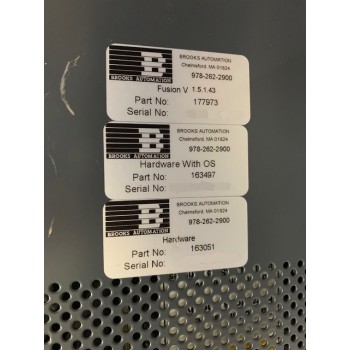 BROOKS AUTOMATION
BROOKS AUTOMATION
Chelmsford, MA 01824
978-262-2900
Fusion V 1.5.1.43
Part No: 177973
Serial No:
BROOKS AUTOMATION
BROOKS AUTOMATION
Chelmsford, MA 01824
978-262-2900
Hardware With OS
Part No: 163497
Serial No:
BROOKS AUTOMATION
BROOKS AUTOMATION
Chelmsford, MA 01824
978-262-2900
Hardware
Part No: 163051
Serial No: